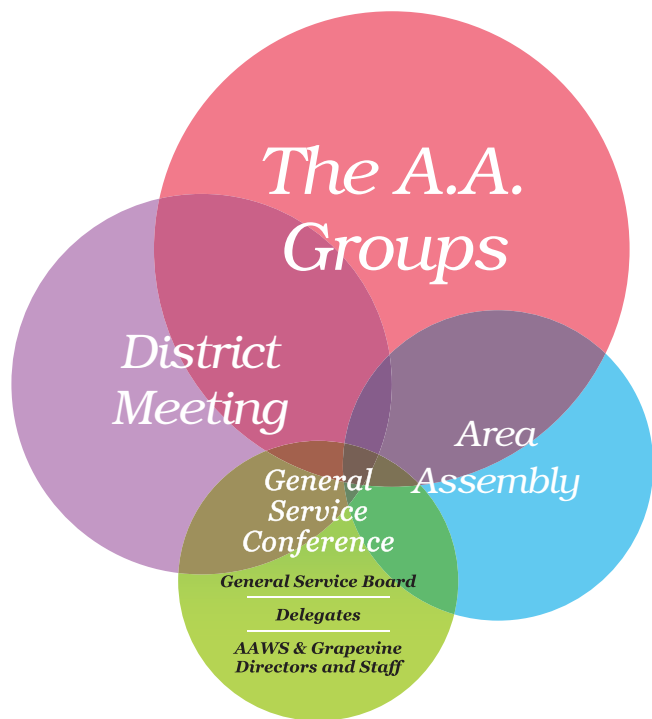 The A.A.
Groups
District
Meeting
Area
Assembly
General
Service
Conference
General Service Board
Delegates
AAWS & Grapevine
Directors and Staff